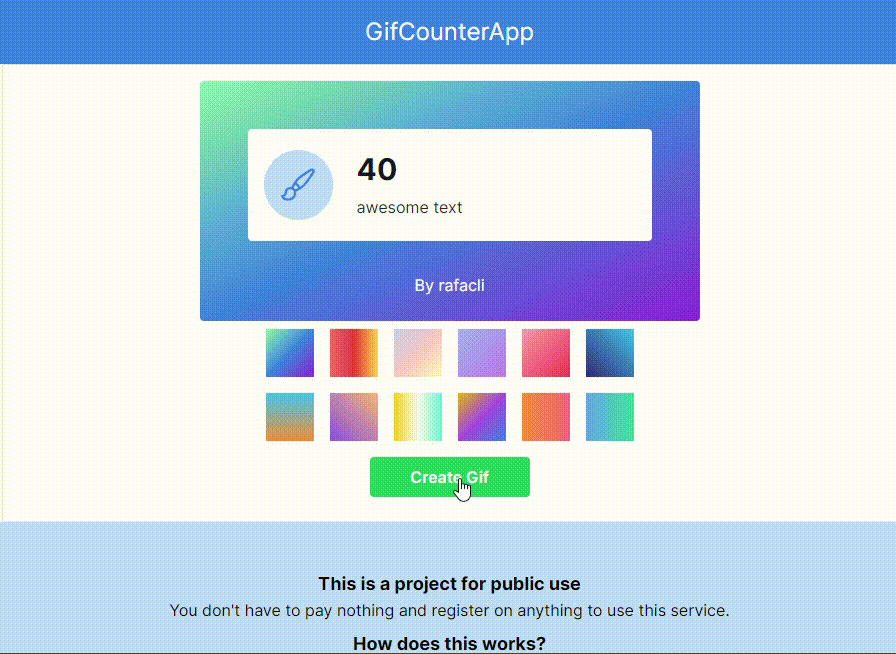 GifCounterApp
40
awesome text
By rafacli
Create Gif
This is a project for public use
You don't have to pay nothing and register on anything to use this service.
How does this works?